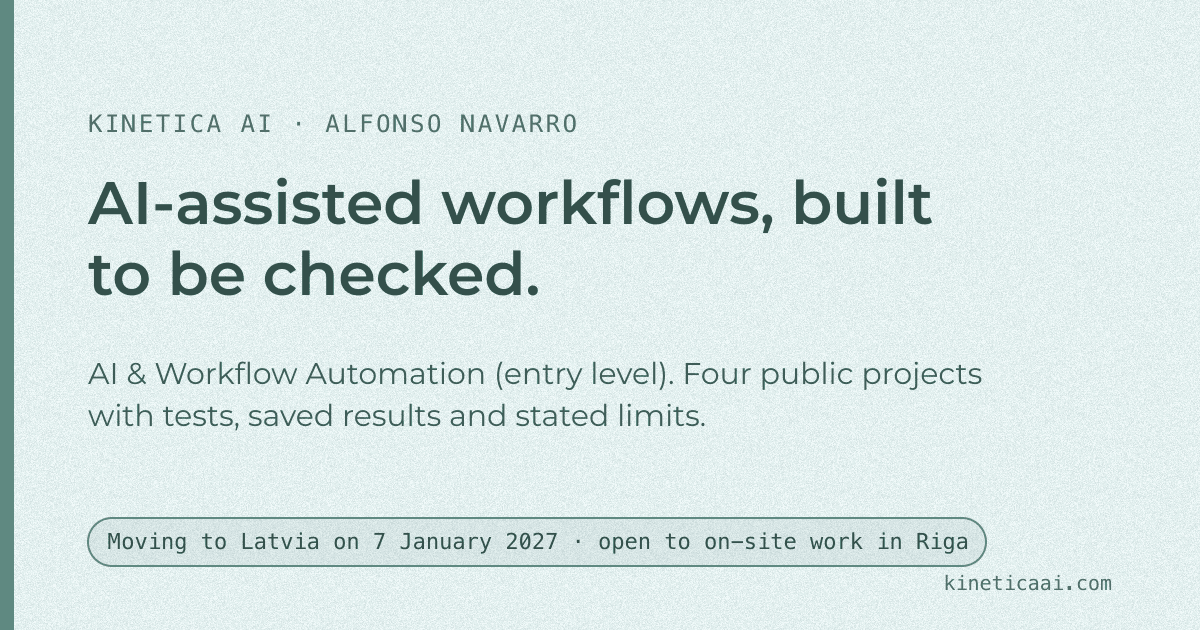 KINETICA AI · ALFONSO NAVARRO
AI-assisted workflows, built
to be checked.
AI & Workflow Automation (entry level). Four public projects
with tests, saved results and stated limits.
Moving to Latvia on 7 January 2027 · open to on-site work in Riga
kineticaai.com